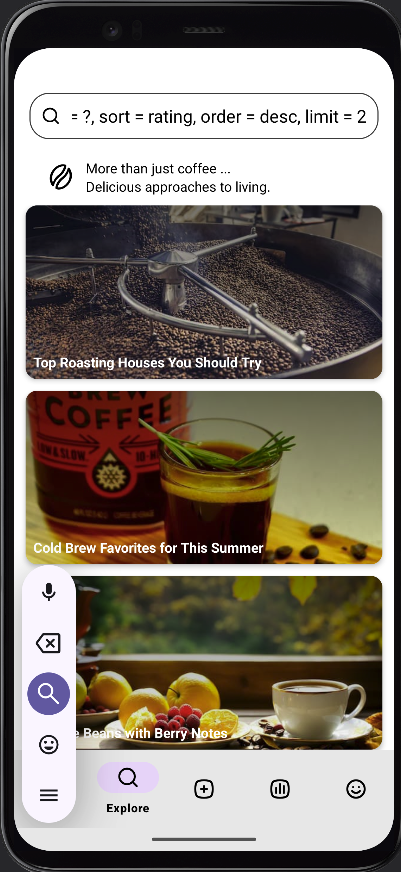 = ?, sort = rating, order = desc, limit = 2
More than just coffee ...
Delicious approaches to living.
Top Roasting Houses You Should Try
BREW
COFFEE
Cold Brew Favorites for This Summer
Beans with Berry Notes
Explore